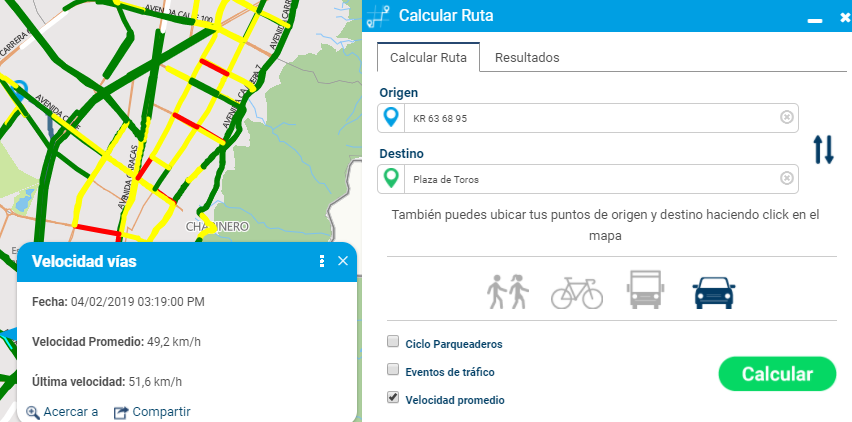 AVENIDA CALLE 100
CARRERA
AVENIDA CARRERA 7
AVENIDA CALLE
AVENIDA CARACAS
CHAPINERO
Velocidad vías
Fecha: 04/02/2019 03:19:00 PM
Velocidad Promedio: 49,2 km/h
Última velocidad: 51,6 km/h
Acercar a
Compartir
Calcular Ruta
Calcular Ruta
Resultados
Origen
KR 63 68 95
Destino
Plaza de Toros
También puedes ubicar tus puntos de origen y destino haciendo click en el
mapa
Ciclo Parqueaderos
Eventos de tráfico
Velocidad promedio
Calcular